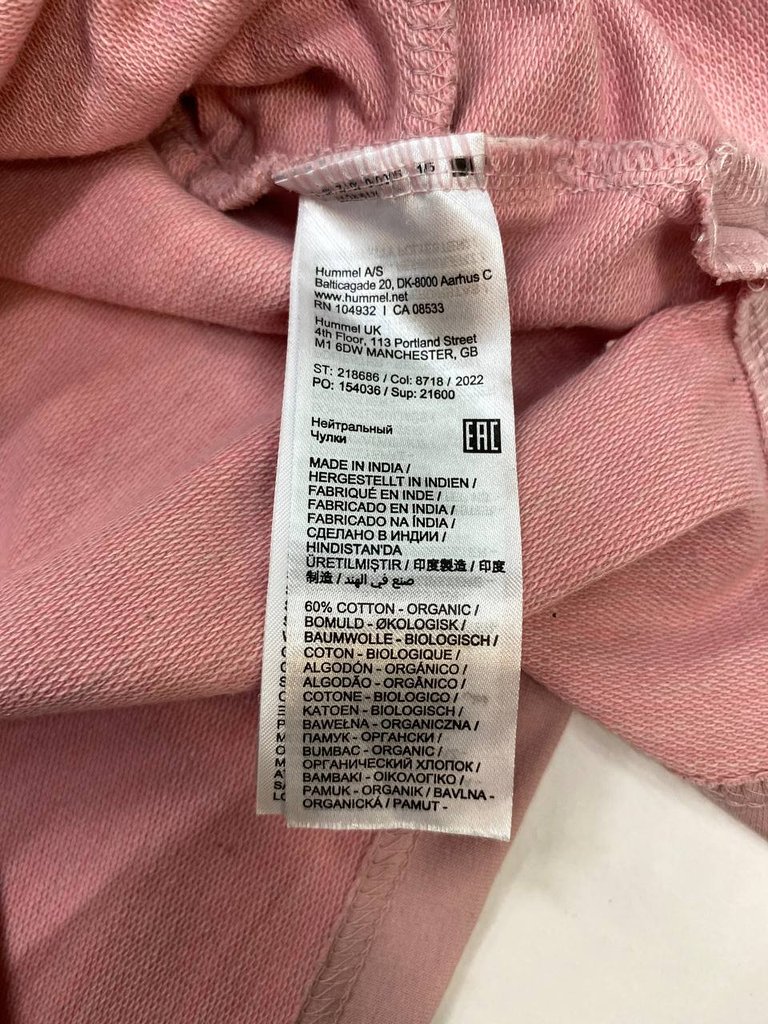 1/5
Hummel A/S
Balticagade 20, DK-8000 Aarhus C
www.hummel.net
RN 104932 I CA 08533
Hummel UK
4th Floor, 113 Portland Street
M1 6DW MANCHESTER, GB
ST: 218686 / Col: 8718 / 2022
PO: 154036 / Sup: 21600
Нейтральный
Чулки
EAC
MADE IN INDIA /
HERGESTELLT IN INDIEN /
FABRIQUÉ EN INDE /
FABRICADO EN INDIA /
FABRICADO NA ÍNDIA /
СДЕЛАНО В ИНДИИ /
HINDISTAN'DA
ÜRETILMIŞTIR / 印度製造 / 印度
制造 / صنع في الهند
60% COTTON - ORGANIC /
BOMULD - ØKOLOGISK /
BAUMWOLLE - BIOLOGISCH /
COTON - BIOLOGIQUE /
ALGODÓN - ORGÁNICO /
ALGODÃO - ORGÂNICO /
COTONE - BIOLOGICO /
KATOEN - BIOLOGISCH /
BAWEŁNA - ORGANICZNA /
ПАМУК - ОРГАНСКИ /
BUMBAC - ORGANIC /
ОРГАНИЧЕСКИЙ ХЛОПОК /
ΒΑΜΒΑΚΙ - ΟΙΚΟΛΟΓΙΚΟ /
PAMUK - ORGANIK / BAVLNA -
ORGANICKÁ / PAMUT -